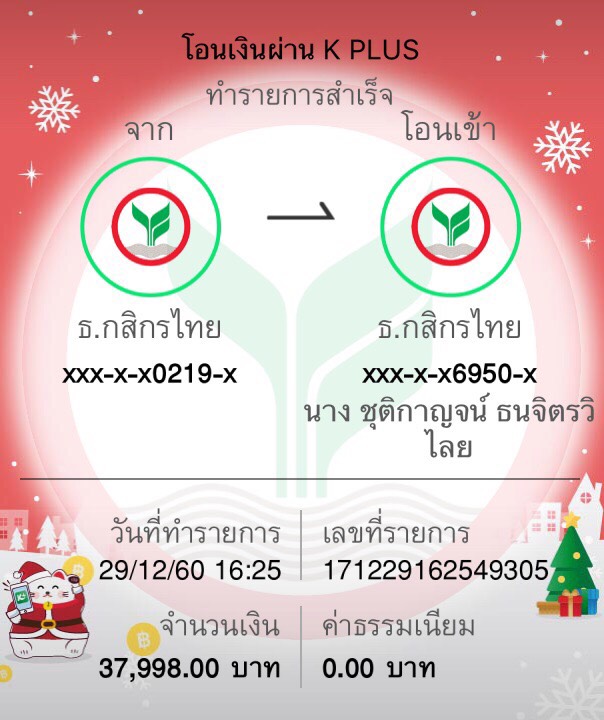 โอนเงินผ่าน K PLUS
ทำรายการสำเร็จ
จาก โอนเข้า
ธ.กสิกรไทย ธ.กสิกรไทย
xxx-x-x0219-x xxx-x-x6950-x
นาง ชุติกาญจน์ ธนจิตรวิ
ไลย
วันที่ทำรายการ เลขที่รายการ
29/12/60 16:25 171229162549305
จำนวนเงิน ค่าธรรมเนียม
37,998.00 บาท 0.00 บาท
K+
฿
฿
฿